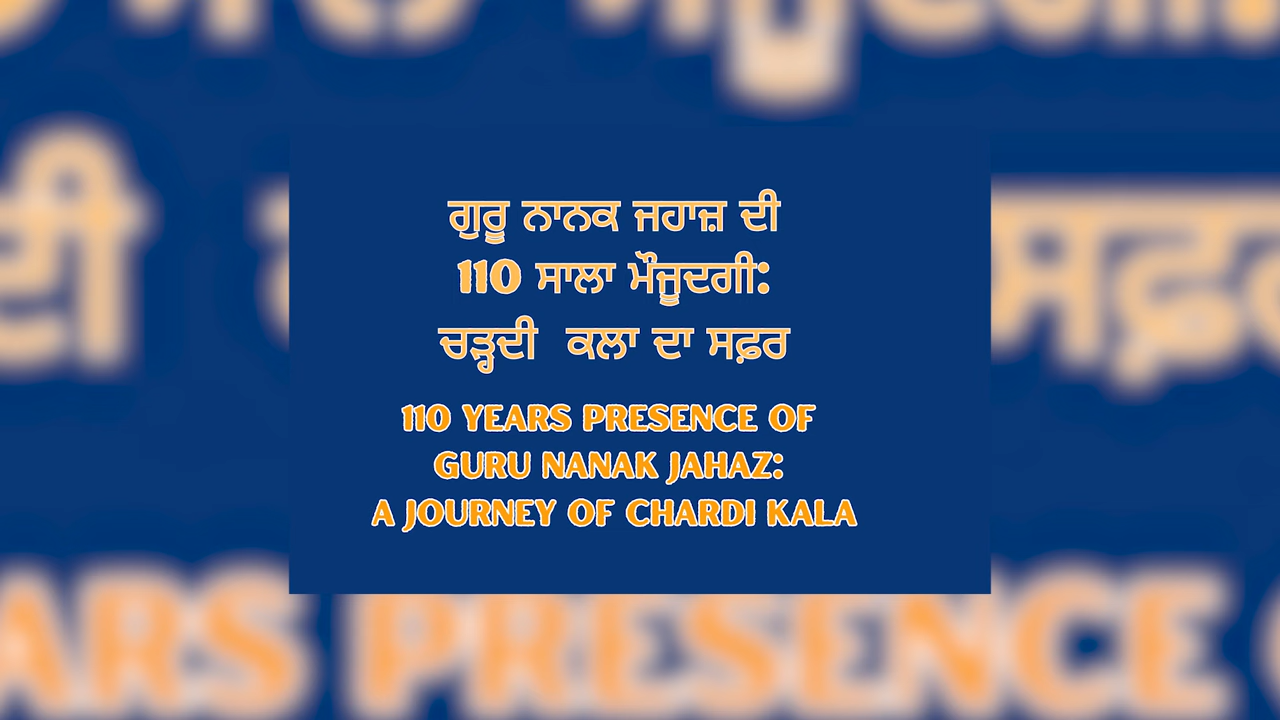 ਗੁਰੂ ਨਾਨਕ ਜਹਾਜ਼ ਦੀ
110 ਸਾਲਾ ਮੌਜੂਦਗੀ:
ਚੜ੍ਹਦੀ ਕਲਾ ਦਾ ਸਫ਼ਰ
110 YEARS PRESENCE OF
GURU NANAK JAHAZ:
A JOURNEY OF CHARDI KALA